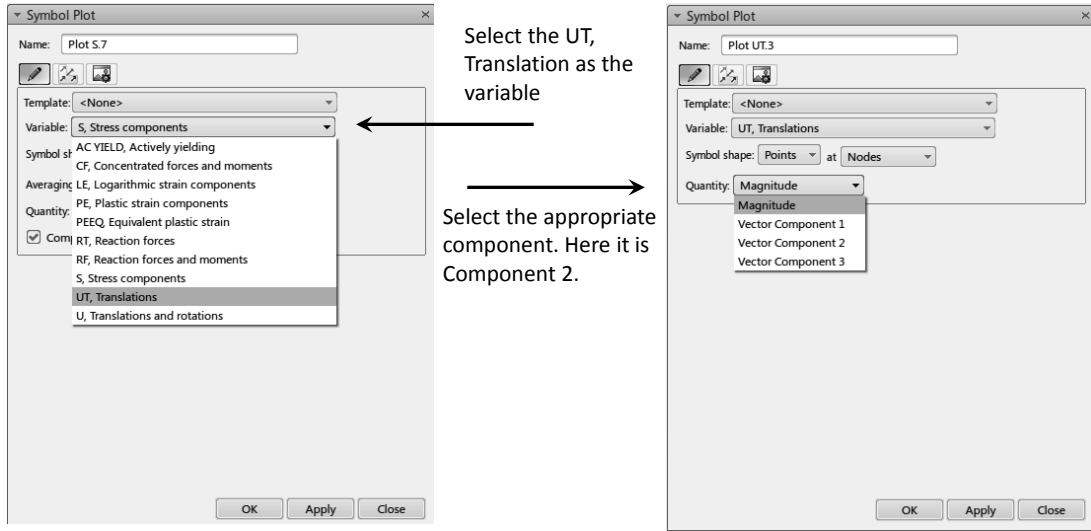 Symbol Plot
×
Name: Plot S.7
Template: <None>
Variable: S, Stress components
AC YIELD, Actively yielding
Symbol sh
CF, Concentrated forces and moments
Averaging
LE, Logarithmic strain components
PE, Plastic strain components
Quantity:
PEEQ, Equivalent plastic strain
RT, Reaction forces
Com
RF, Reaction forces and moments
S, Stress components
UT, Translations
U, Translations and rotations
OK Apply Close
Select the UT,
Translation as the
variable
Select the appropriate
component. Here it is
Component 2.
Symbol Plot
×
Name: Plot UT.3
Template: <None>
Variable: UT, Translations
Symbol shape: Points at Nodes
Quantity: Magnitude
Magnitude
Vector Component 1
Vector Component 2
Vector Component 3
OK Apply Close